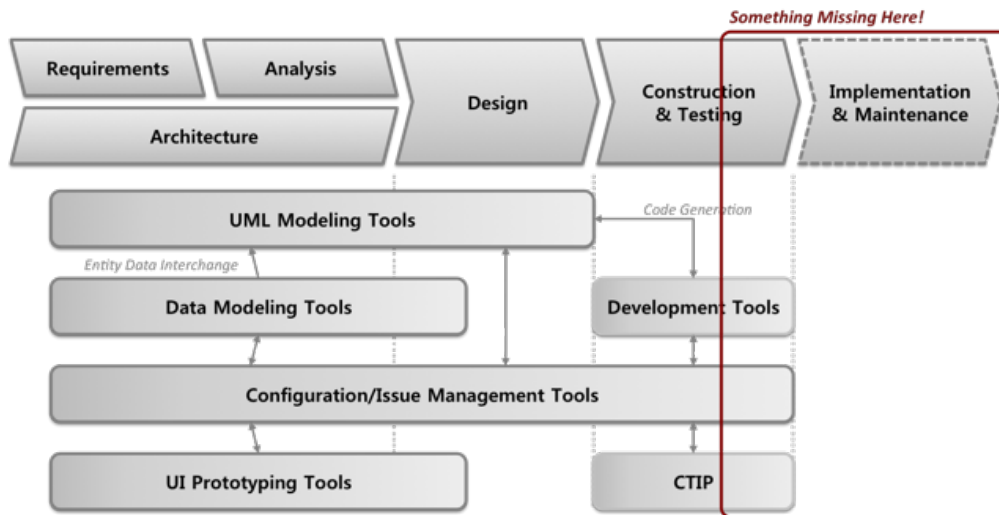 Something Missing Here!
Requirements
Analysis
Architecture
Design
Construction
& Testing
Implementation
& Maintenance
UML Modeling Tools
Code Generation
Entity Data Interchange
Data Modeling Tools
Development Tools
Configuration/Issue Management Tools
UI Prototyping Tools
CTIP